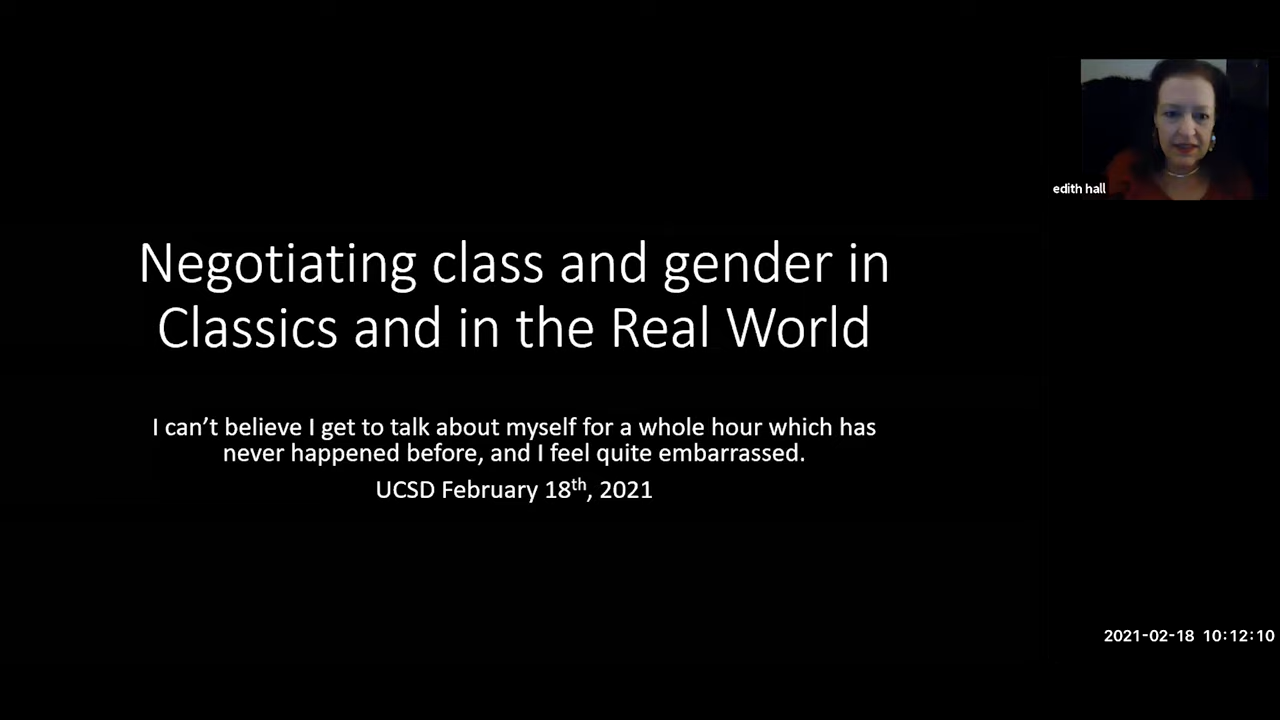 edith hall
Negotiating class and gender in
Classics and in the Real World
I can’t believe I get to talk about myself for a whole hour which has
never happened before, and I feel quite embarrassed.
UCSD February 18th, 2021
2021-02-18 10:12:10